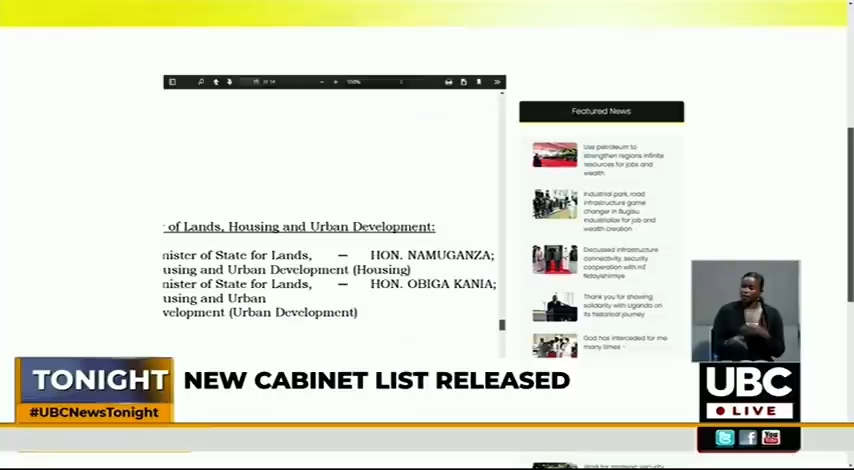 100%
Featured News
Use petroleum to
strengthen regions infinite
resources for jobs and
wealth
Industrial park, road
infrastructure game
changer in Bugisu
industrialize for job and
wealth creation
of Lands, Housing and Urban Development:
nister of State for Lands, — HON. NAMUGANZA;
using and Urban Development (Housing)
nister of State for Lands, — HON. OBIGA KANIA;
using and Urban
velopment (Urban Development)
Discussed infrastructure
connectivity, security
cooperation with H.E
Ndayishimiye
Thank you for showing
solidarity with Uganda on
its historical journey
God has interceded for me
many times -
TONIGHT
#UBCNewsTonight
NEW CABINET LIST RELEASED
UBC
LIVE
You